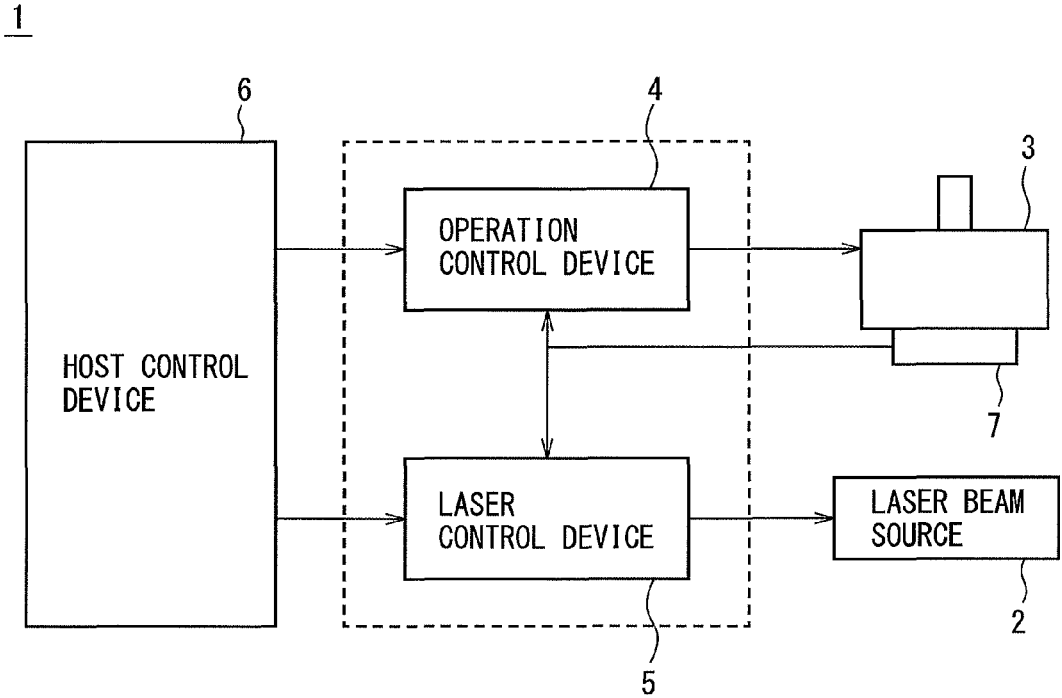 1
6
4
3
OPERATION
CONTROL DEVICE
HOST CONTROL
DEVICE
7
LASER
CONTROL DEVICE
LASER BEAM
SOURCE
5
2